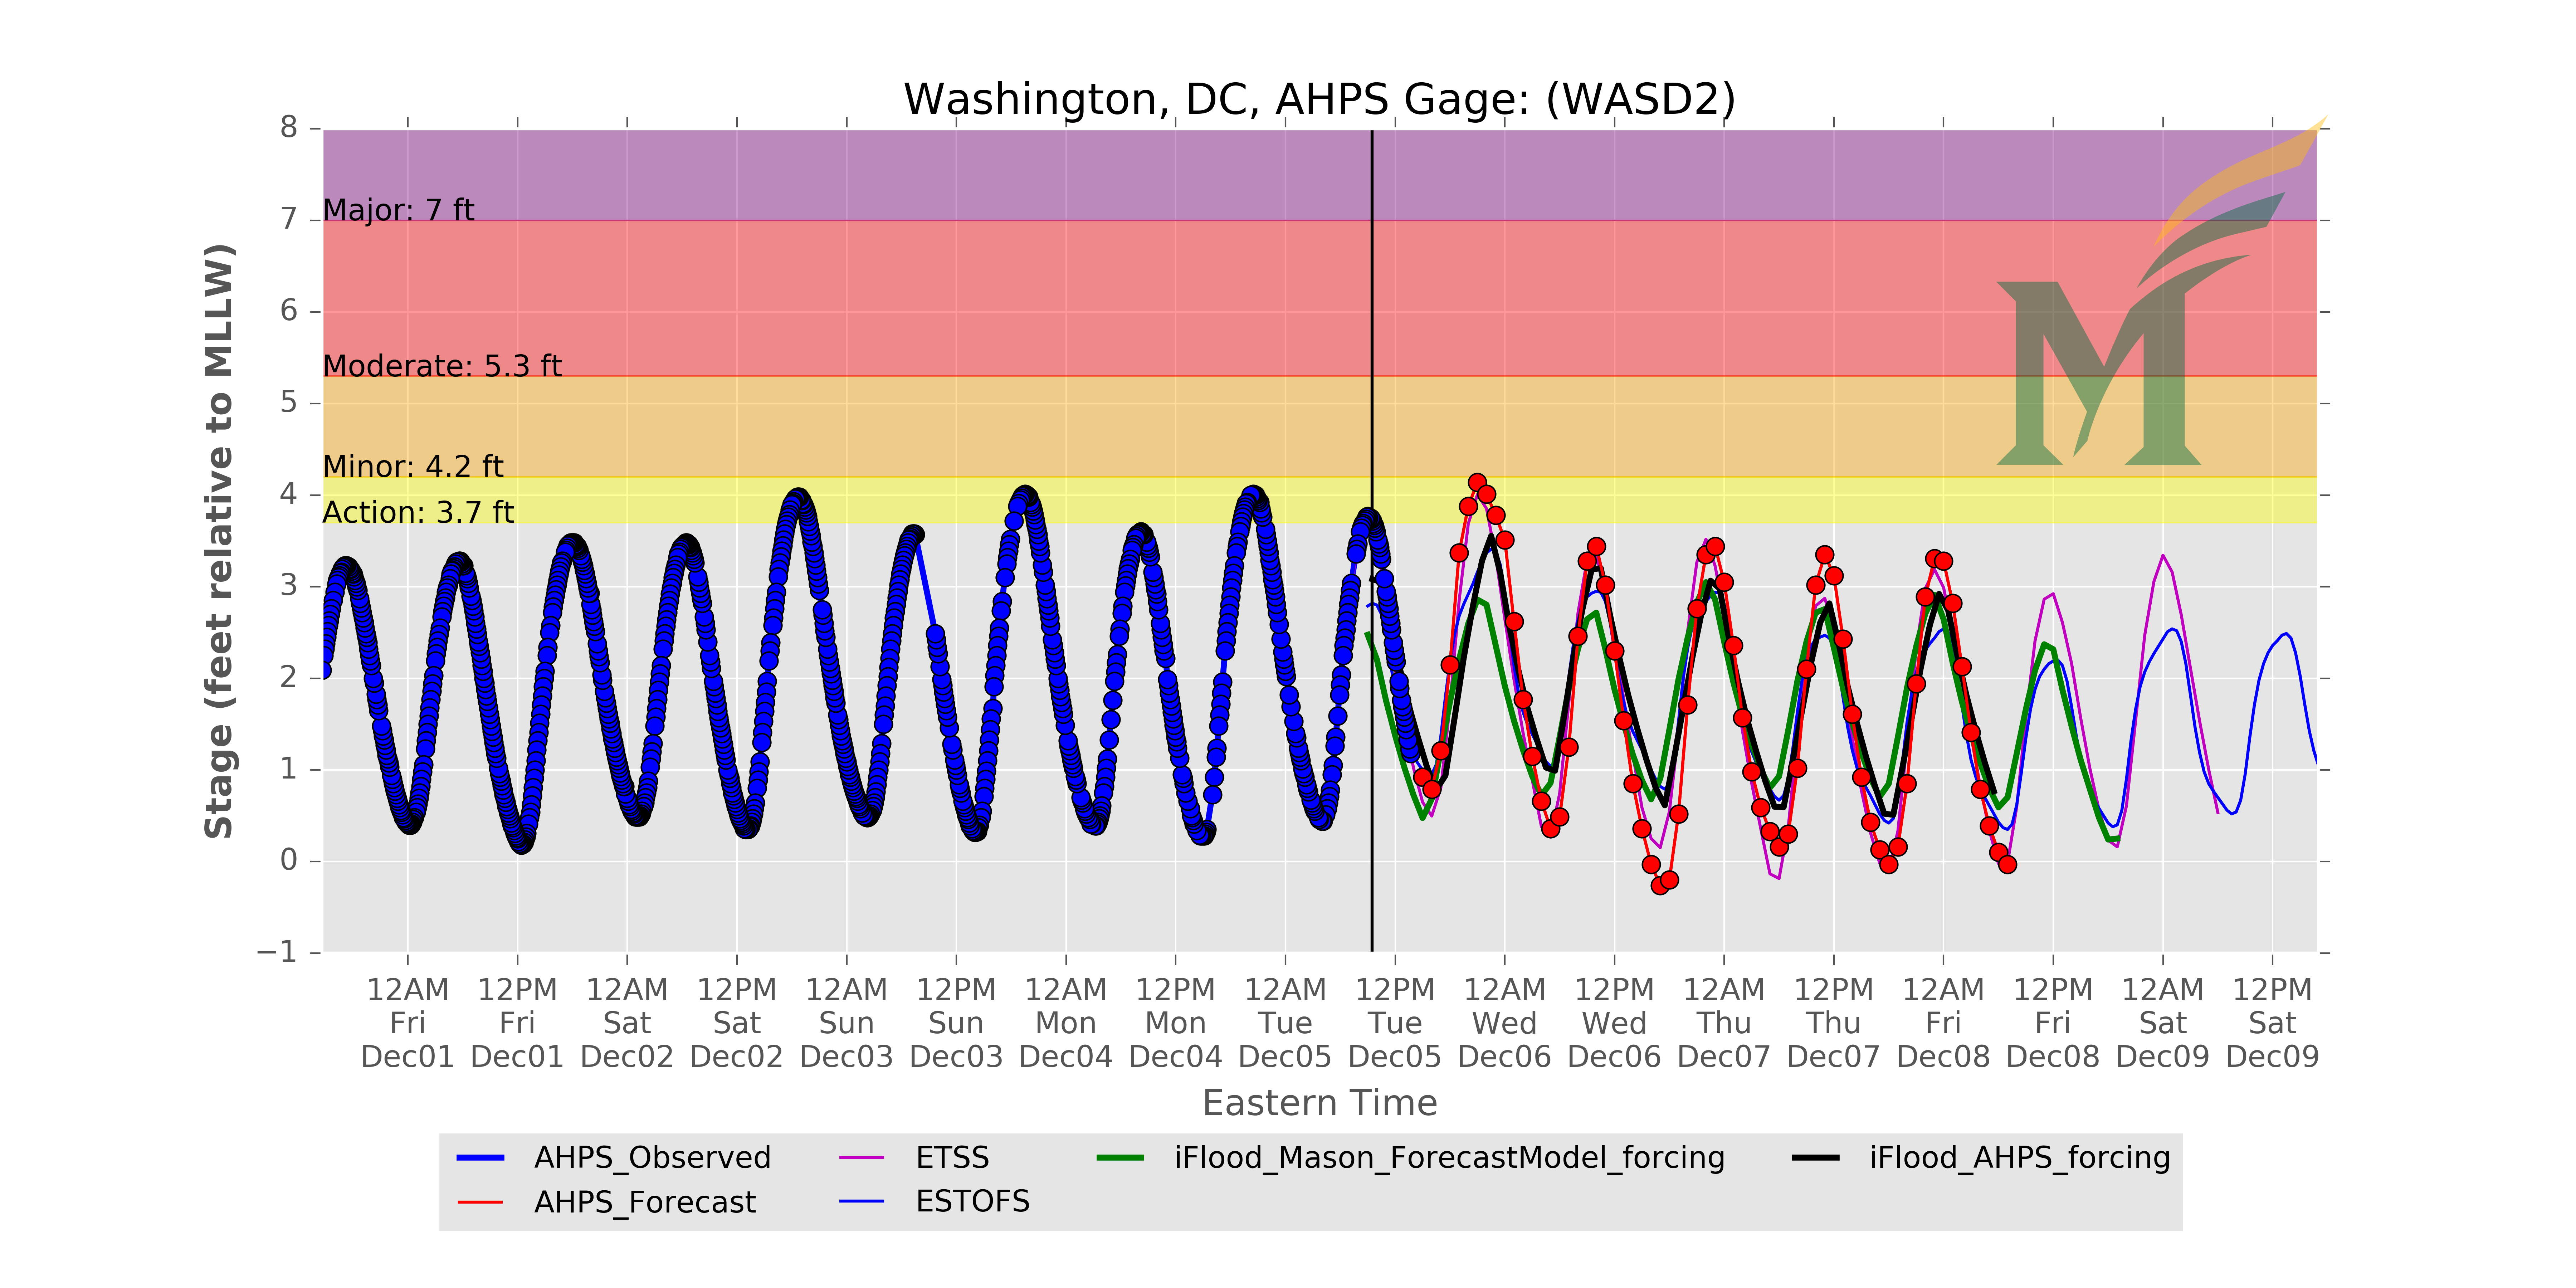 Washington, DC, AHPS Gage: (WASD2)
8
7
6
5
4
3
2
1
0
−1
Stage (feet relative to MLLW)
Major: 7 ft
Moderate: 5.3 ft
Minor: 4.2 ft
Action: 3.7 ft
M
12AM 12PM 12AM 12PM 12AM 12PM 12AM 12PM 12AM 12PM 12AM 12PM 12AM 12PM 12AM 12PM 12AM 12PM
Fri Fri Sat Sat Sun Sun Mon Mon Tue Tue Wed Wed Thu Thu Fri Fri Sat Sat
Dec01 Dec01 Dec02 Dec02 Dec03 Dec03 Dec04 Dec04 Dec05 Dec05 Dec06 Dec06 Dec07 Dec07 Dec08 Dec08 Dec09 Dec09
Eastern Time
AHPS_Observed ETSS iFlood_Mason_ForecastModel_forcing iFlood_AHPS_forcing
AHPS_Forecast ESTOFS